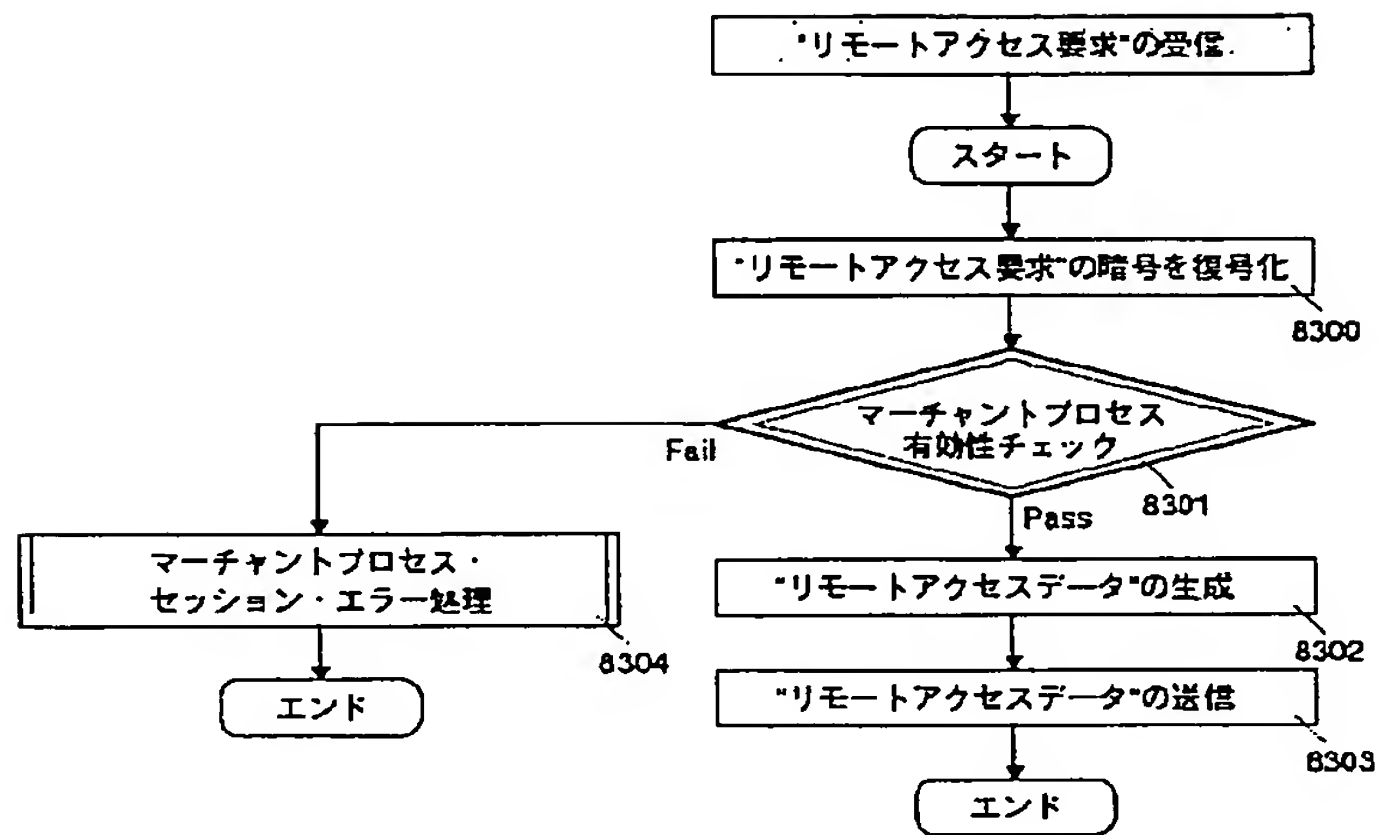 "リモートアクセス要求"の受信
スタート
"リモートアクセス要求"の暗号を復号化
8300
マーチャントプロセス
有効性チェック
8301
Fail
Pass
マーチャントプロセス・
セッション・エラー処理
8304
エンド
"リモートアクセスデータ"の生成
8302
"リモートアクセスデータ"の送信
8303
エンド